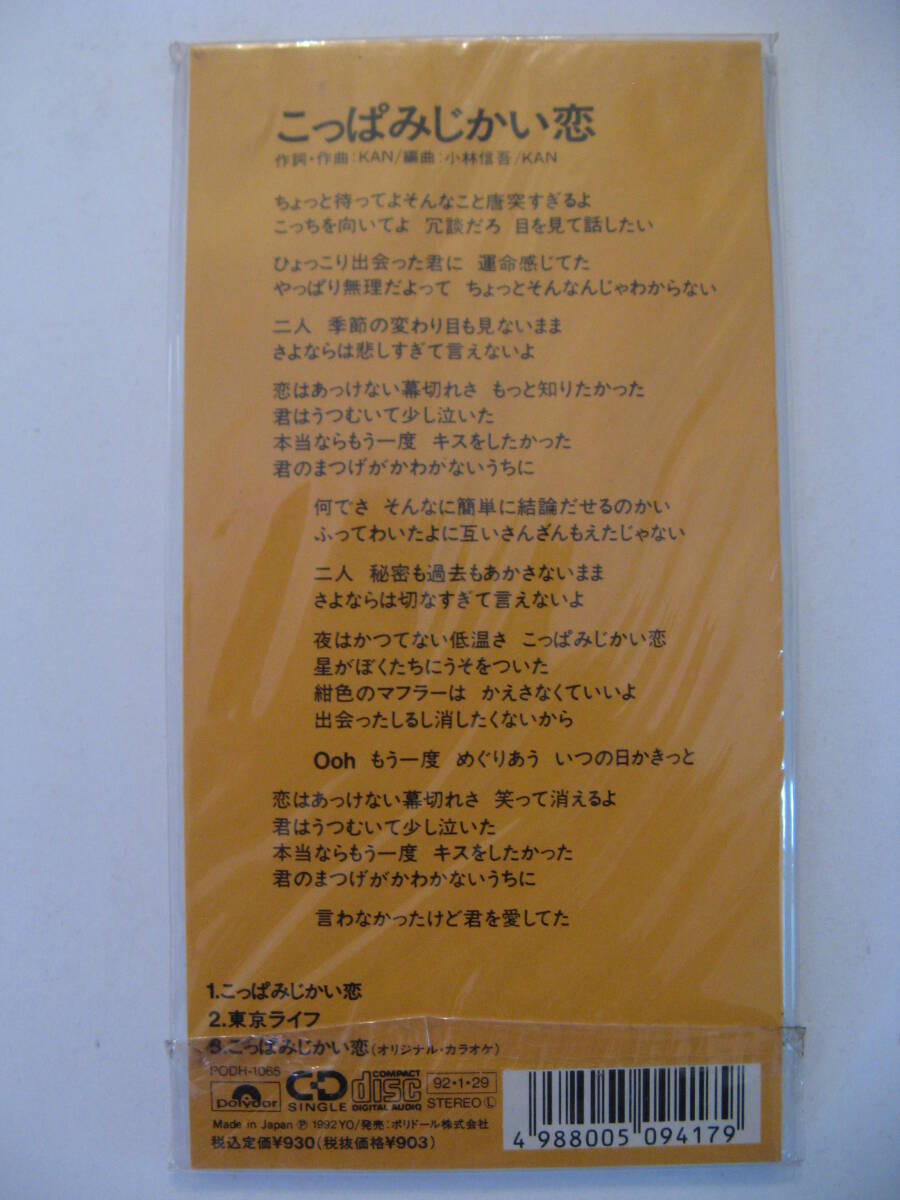 こっぱみじかい恋
作詞・作曲:KAN/編曲:小林信吾/KAN
ちょっと待ってよそんなこと唐突すぎるよ
こっちを向いてよ 冗談だろ 目を見て話したい
ひょっこり出会った君に 運命感じてた
やっぱり無理だよって ちょっとそんなんじゃわからない
二人 季節の変わり目も見ないまま
さよならは悲しすぎて言えないよ
恋はあっけない幕切れさ もっと知りたかった
君はうつむいて少し泣いた
本当ならもう一度 キスをしたかった
君のまつげがかわかないうちに
何でさ そんなに簡単に結論だせるのかい
ふってわいたよに互いさんざんもえたじゃない
二人 秘密も過去もあかさないまま
さよならは切なすぎて言えないよ
夜はかつてない低温さ こっぱみじかい恋
星がぼくたちにうそをついた
紺色のマフラーは かえさなくていいよ
出会ったしるし消したくないから
Ooh もう一度 めぐりあう いつの日かきっと
恋はあっけない幕切れさ 笑って消えるよ
君はうつむいて少し泣いた
本当ならもう一度 キスをしたかった
君のまつげがかわかないうちに
言わなかったけど君を愛してた
1.こっぱみじかい恋
2.東京ライフ
3.こっぱみじかい恋(オリジナル・カラオケ)
PODH-1065
polydor CD SINGLE COMPACT disc DIGITAL AUDIO 92・1・29 STEREO Ⓛ
Made in Japan Ⓟ 1992 YO/発売:ポリドール株式会社
税込定価¥930(税抜価格¥903)
4 988005 094179